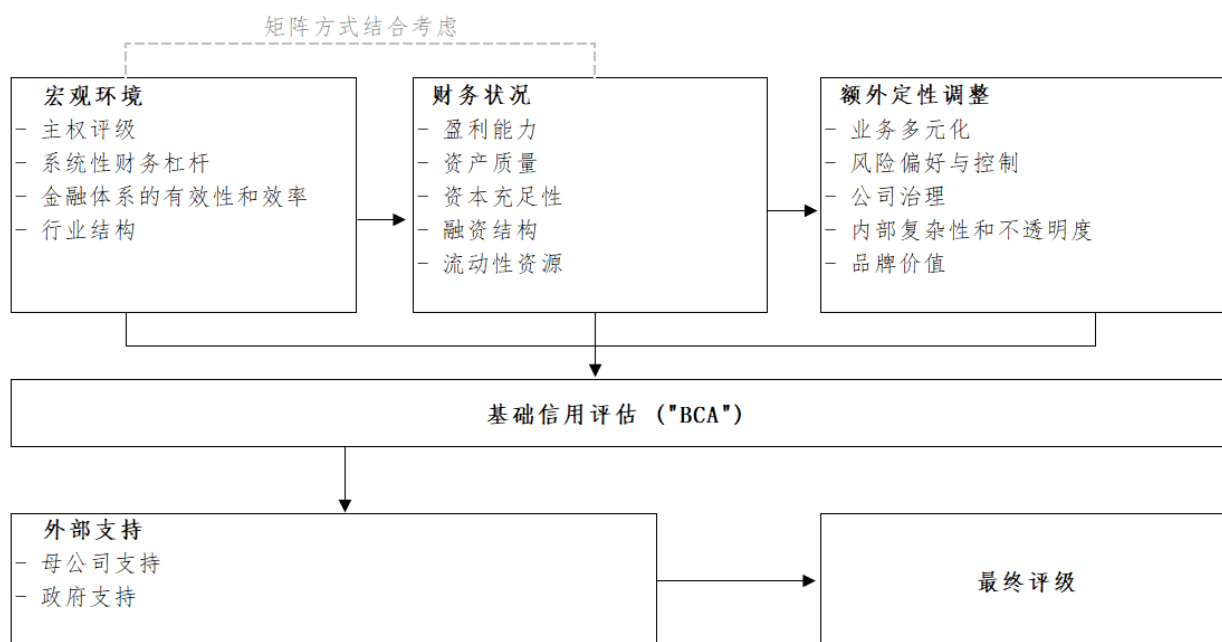 矩阵方式结合考虑
宏观环境
- 主权评级
- 系统性财务杠杆
- 金融体系的有效性和效率
- 行业结构
财务状况
- 盈利能力
- 资产质量
- 资本充足性
- 融资结构
- 流动性资源
额外定性调整
- 业务多元化
- 风险偏好与控制
- 公司治理
- 内部复杂性和不透明度
- 品牌价值
基础信用评估 ("BCA")
外部支持
- 母公司支持
- 政府支持
最终评级